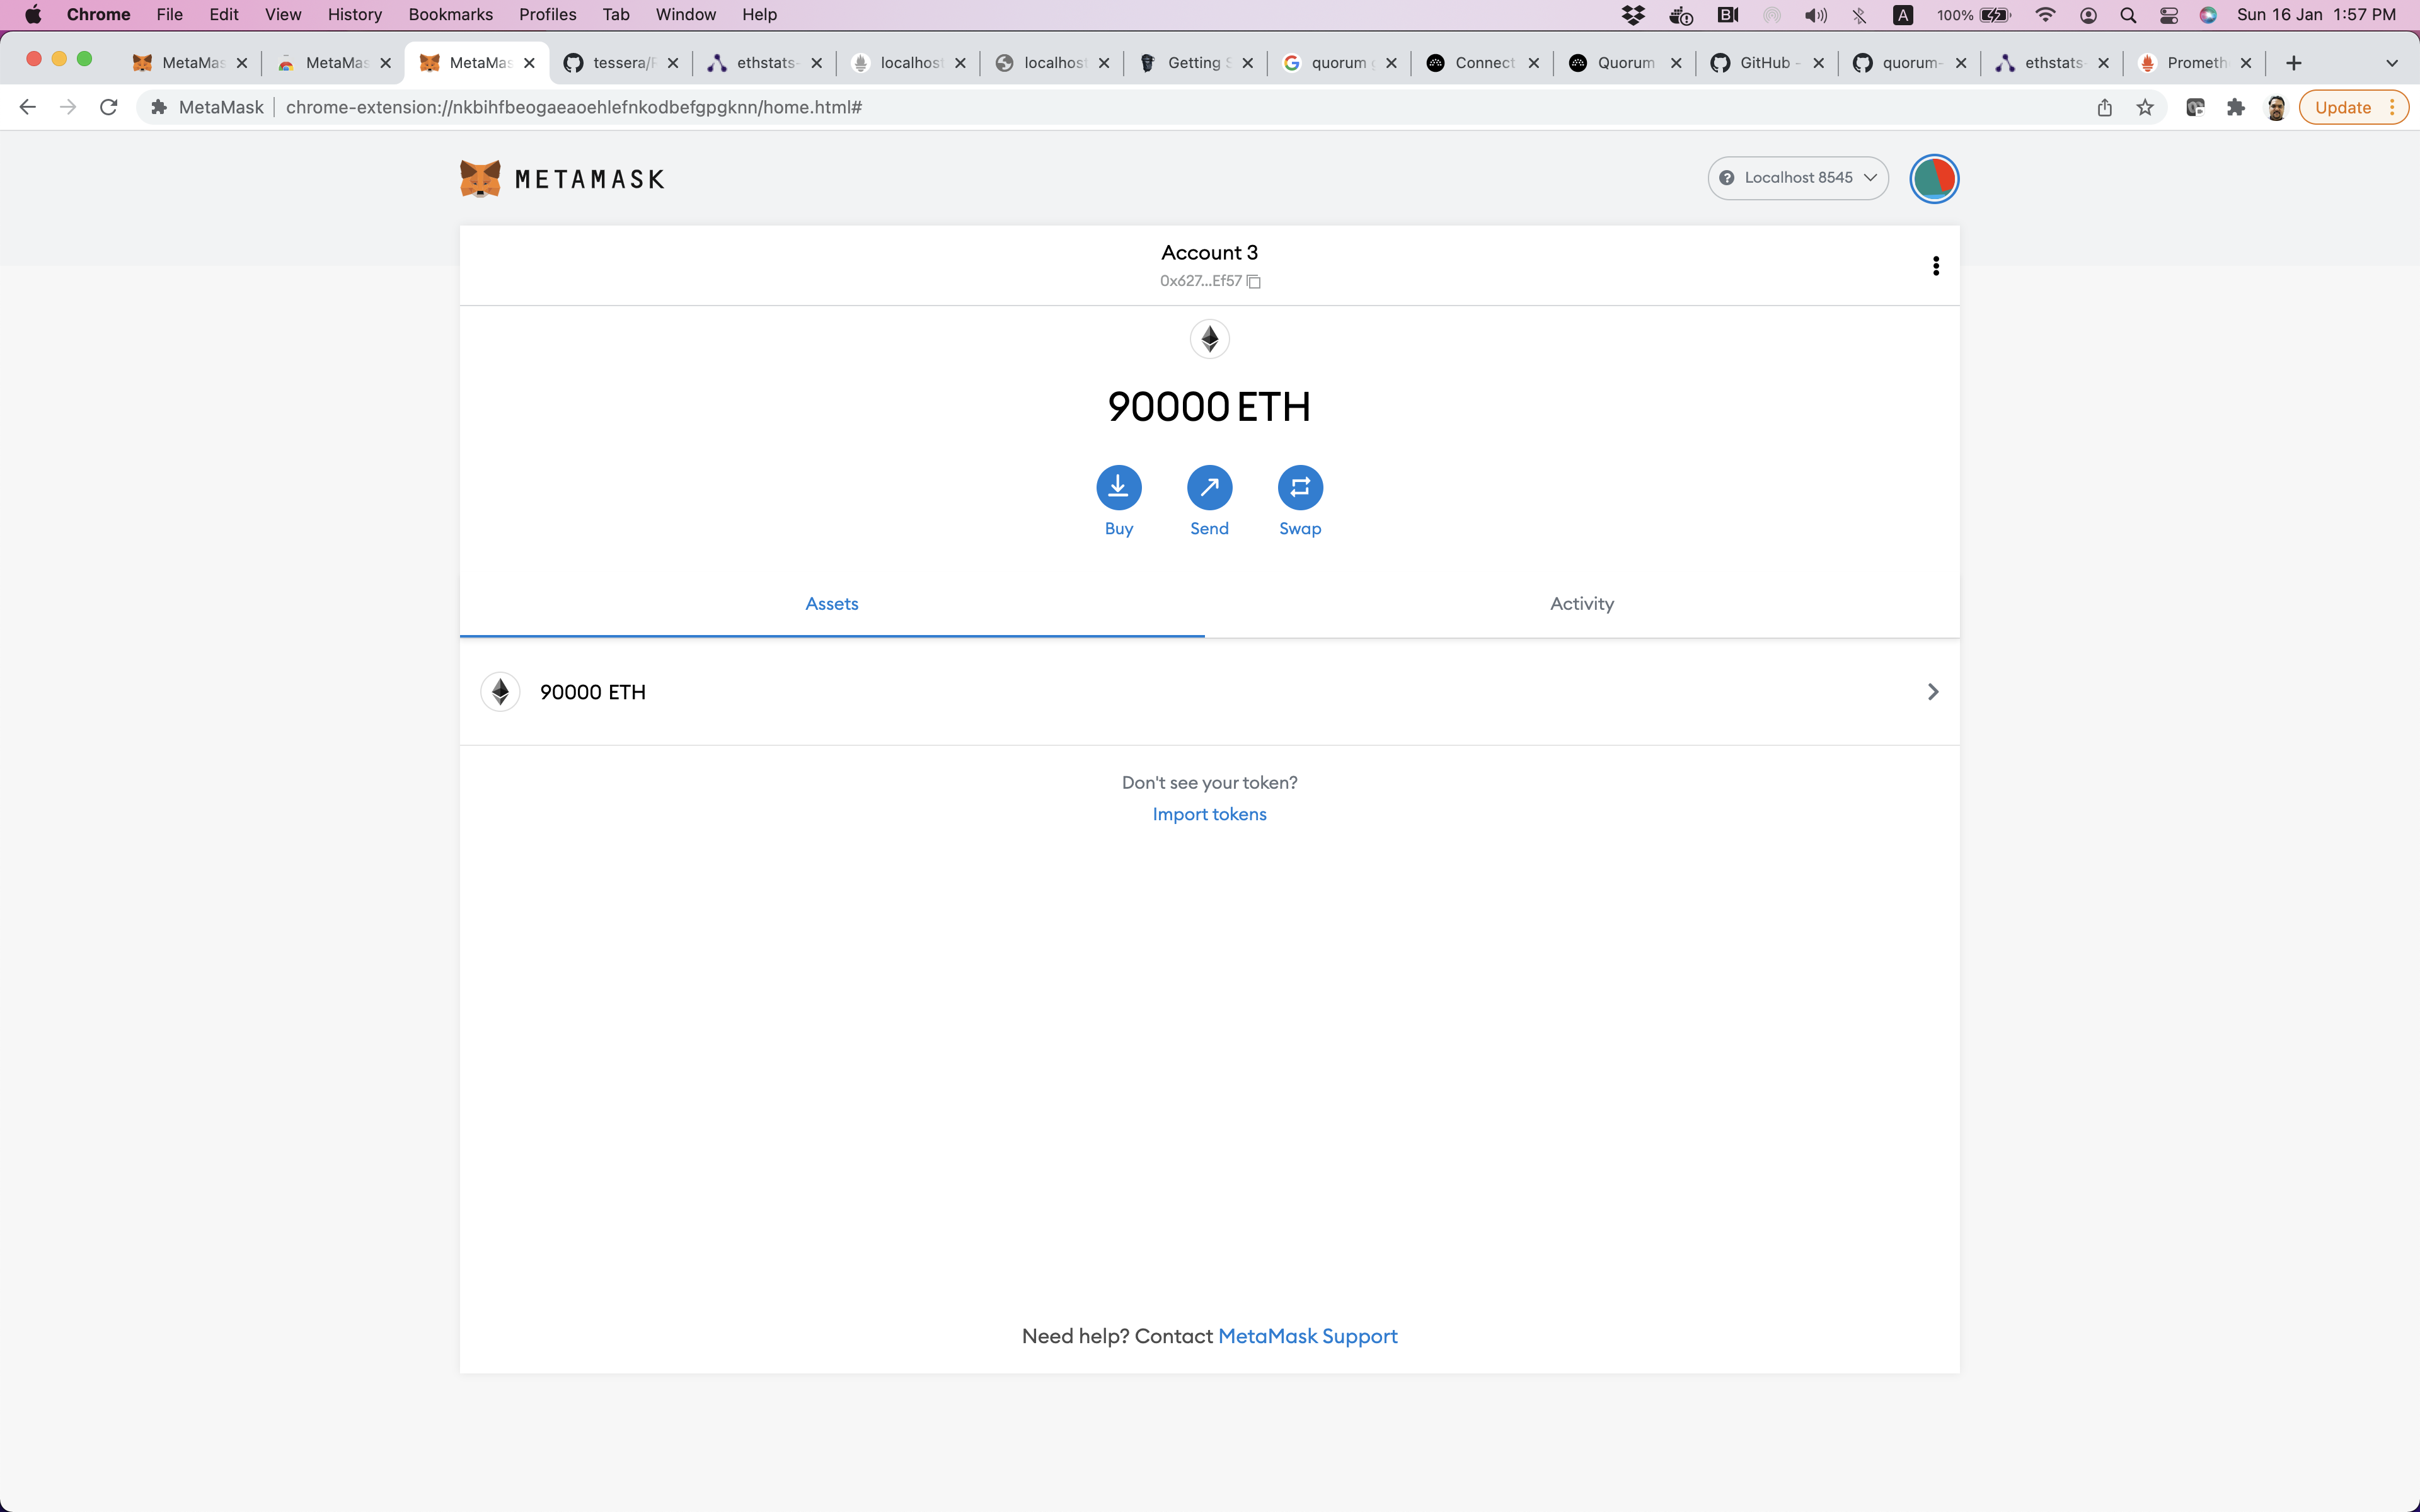 Chrome File Edit View History Bookmarks Profiles Tab Window Help 100% Sun 16 Jan 1:57 PM
MetaMas MetaMas MetaMas tessera/ ethstats- localhost localhost Getting quorum Connect Quorum GitHub - quorum- ethstats- Prometh
MetaMask chrome-extension://nkbihfbeogaeaoehlefnkodbefgpgknn/home.html# Update
METAMASK
Localhost 8545
Account 3
0x627...Ef57
90000 ETH
Buy Send Swap
Assets Activity
90000 ETH
Don't see your token?
Import tokens
Need help? Contact MetaMask Support